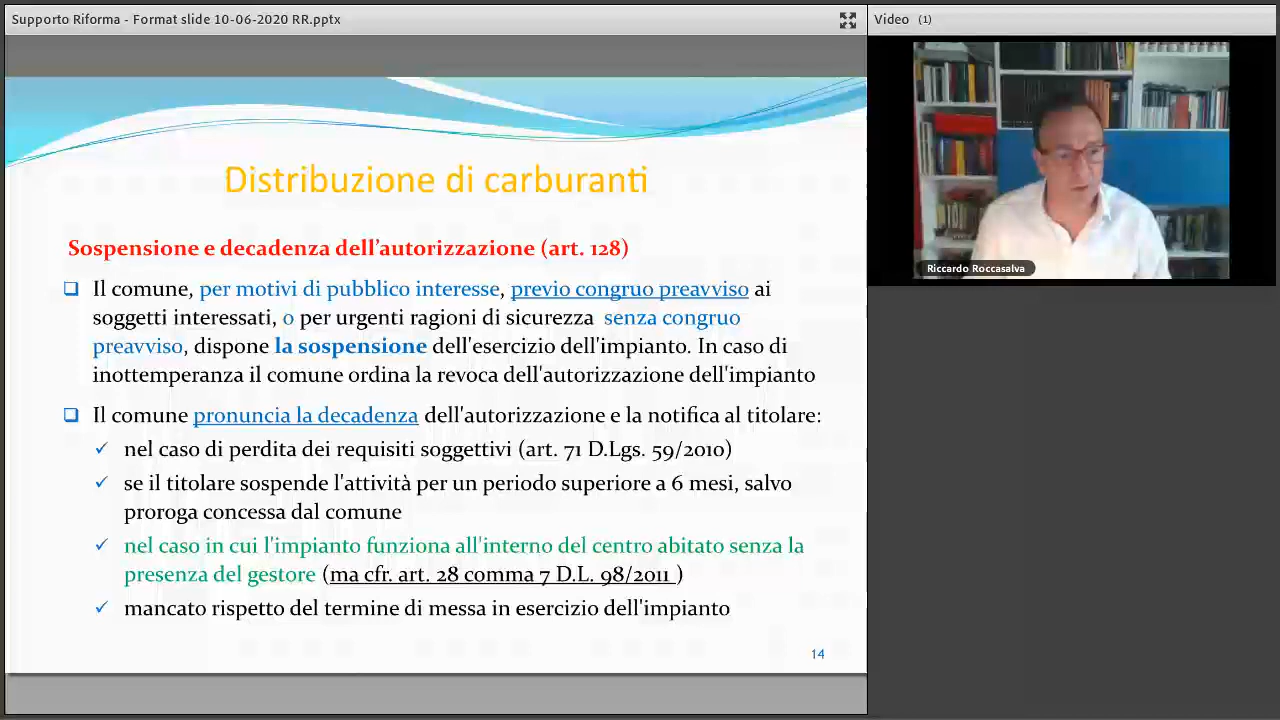 Supporto Riforma - Format slide 10-06-2020 RR.pptx
Video (1)
Riccardo Roccasalva
Distribuzione di carburanti
Sospensione e decadenza dell'autorizzazione (art. 128)
Il comune, per motivi di pubblico interesse, previo congruo preavviso ai
soggetti interessati, o per urgenti ragioni di sicurezza senza congruo
preavviso, dispone la sospensione dell'esercizio dell'impianto. In caso di
inottemperanza il comune ordina la revoca dell'autorizzazione dell'impianto
Il comune pronuncia la decadenza dell'autorizzazione e la notifica al titolare:
nel caso di perdita dei requisiti soggettivi (art. 71 D.Lgs. 59/2010)
se il titolare sospende l'attività per un periodo superiore a 6 mesi, salvo
proroga concessa dal comune
nel caso in cui l'impianto funziona all'interno del centro abitato senza la
presenza del gestore (ma cfr. art. 28 comma 7 D.L. 98/2011 )
mancato rispetto del termine di messa in esercizio dell'impianto
14